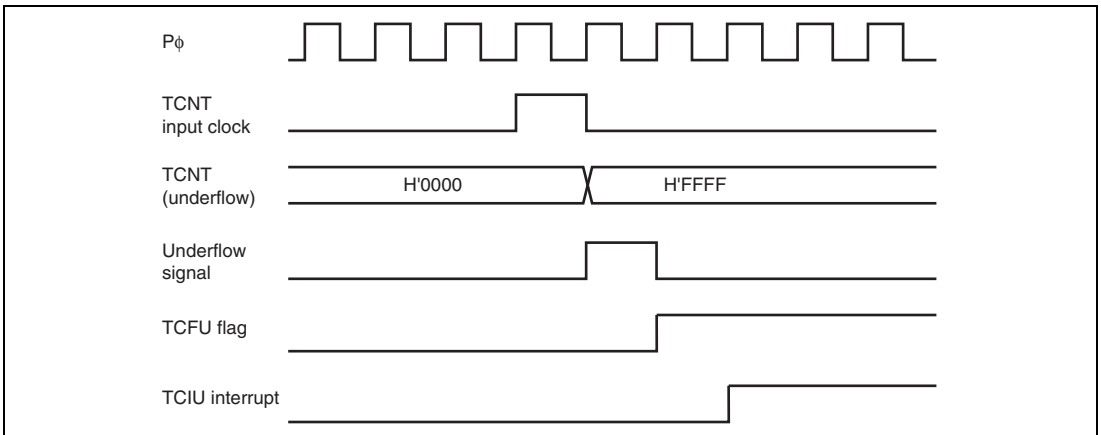 Pϕ
TCNT
input clock
TCNT
(underflow)
H'0000
H'FFFF
Underflow
signal
TCFU flag
TCIU interrupt